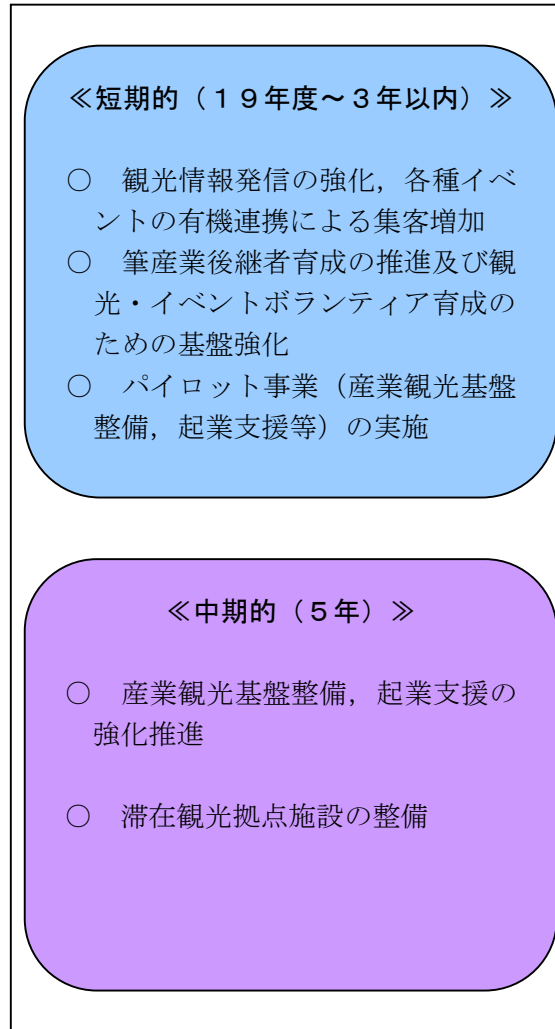 ≪短期的（１９年度～３年以内）≫
○　観光情報発信の強化，各種イベ
ントの有機連携による集客増加
○　筆産業後継者育成の推進及び観
光・イベントボランティア育成の
ための基盤強化
○　パイロット事業（産業観光基盤
整備，起業支援等）の実施
≪中期的（５年）≫
○　産業観光基盤整備，起業支援の
強化推進
○　滞在観光拠点施設の整備